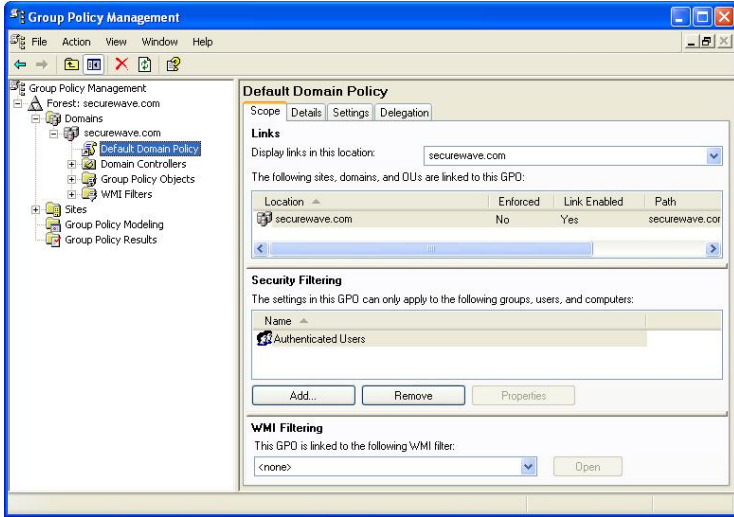 Group Policy Management
File Action View Window Help
Group Policy Management
Forest: securewave.com
Domains
securewave.com
Default Domain Policy
Domain Controllers
Group Policy Objects
WMI Filters
Sites
Group Policy Modeling
Group Policy Results
Default Domain Policy
Scope Details Settings Delegation
Links
Display links in this location: securewave.com
The following sites, domains, and OUs are linked to this GPO:
Location Enforced Link Enabled Path
securewave.com No Yes securewave.cor
Security Filtering
The settings in this GPO can only apply to the following groups, users, and computers:
Name
Authenticated Users
Add... Remove Properties
WMI Filtering
This GPO is linked to the following WMI filter:
<none> Open